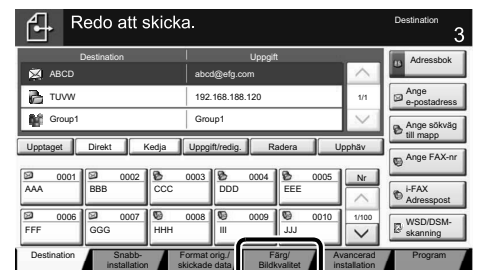 Redo att skicka.
Destination
3
Destination Uppgift
ABCD abcd@efg.com
TUVW 192.168.188.120
Group1 Group1
1/1
Upptaget Direkt Kedja Uppgift/redig. Radera Upphäv
0001 0002 0003 0004 0005 Nr
AAA BBB CCC DDD EEE
0006 0007 0008 0009 0010 1/100
FFF GGG HHH III JJJ
Adressbok
Ange
e-postadress
Ange sökväg
till mapp
Ange FAX-nr
i-FAX
Adresspost
WSD/DSM-
skanning
Destination
Snabb-
installation
Format orig./
skickade data
Färg/
Bildkvalitet
Avancerad
installation
Program